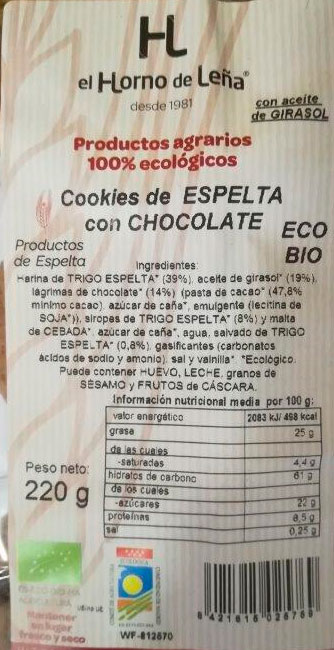 HL
el Horno de Leña®
desde 1981
con aceite
de GIRASOL
Productos agrarios
100% ecológicos
Cookies de ESPELTA
con CHOCOLATE
ECO
BIO
Productos
de Espelta
Ingredientes:
Harina de TRIGO ESPELTA* (39%), aceite de girasol* (19%),
lagrimas de chocolate* (14%) (pasta de cacao* (47,8%
minimo cacao), azúcar de caña*, emulgente (lecitina de
SOJA*)), siropes de TRIGO ESPELTA* (8%) y malta
de CEBADA*, azúcar de caña*, agua, salvado de TRIGO
ESPELTA* (0,8%), gasificantes (carbonatos
ácidos de sodio y amonio), sal y vainilla* *Ecológico.
Puede contener HUEVO, LECHE, granos de
SÉSAMO y FRUTOS de CÁSCARA.
Información nutricional media por 100 g:
valor energético 2083 kJ/ 498 kcal
grasa 25 g
de las cuales
-saturadas 4,4 g
hidratos de carbono 61 g
de los cuales
-azúcares 22 g
proteínas 6,5 g
sal 0,25 g
Peso neto:
220 g
Mantener
en lugar
fresco y seco
WF-812670
8 421615 026768